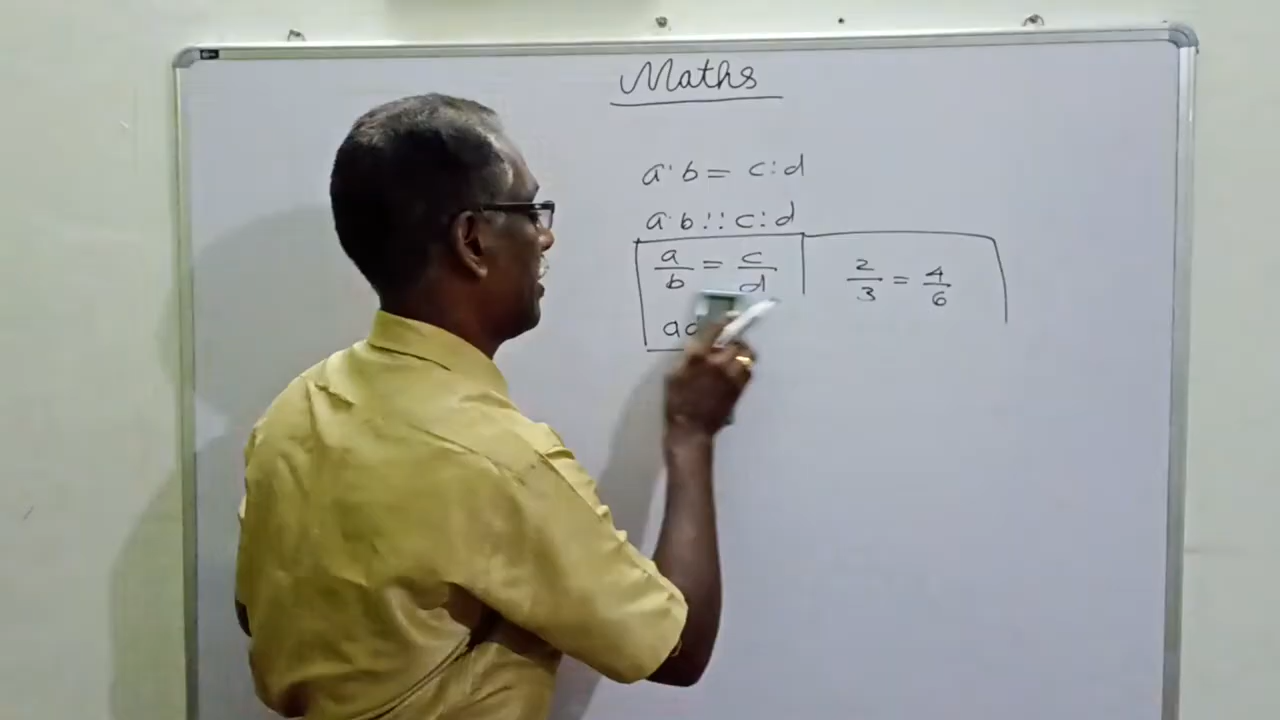 Maths
a:b = c:d
a:b :: c:d
a/b = c/d
2/3 = 4/6